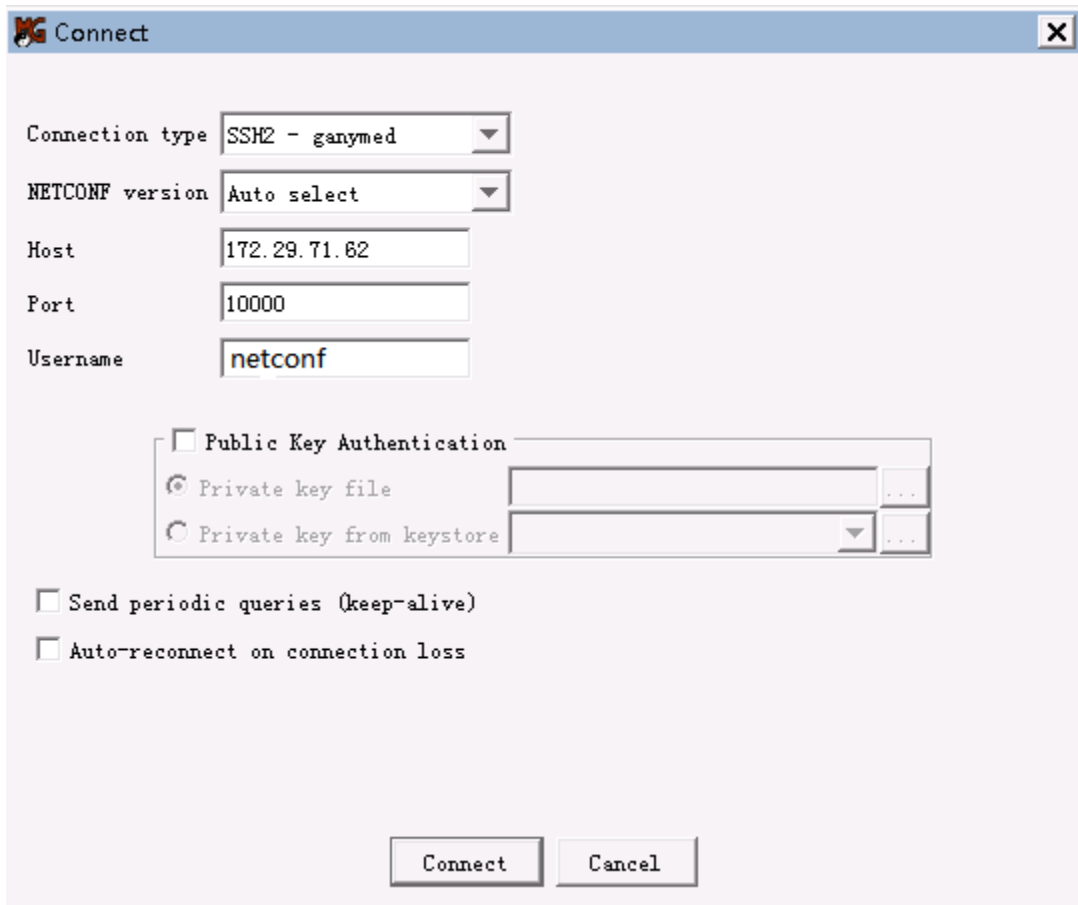 MG Connect
Connection type SSH2 - ganymed
NETCONF version Auto select
Host 172.29.71.62
Port 10000
Username netconf
Public Key Authentication
Private key file ...
Private key from keystore ...
Send periodic queries (keep-alive)
Auto-reconnect on connection loss
Connect Cancel